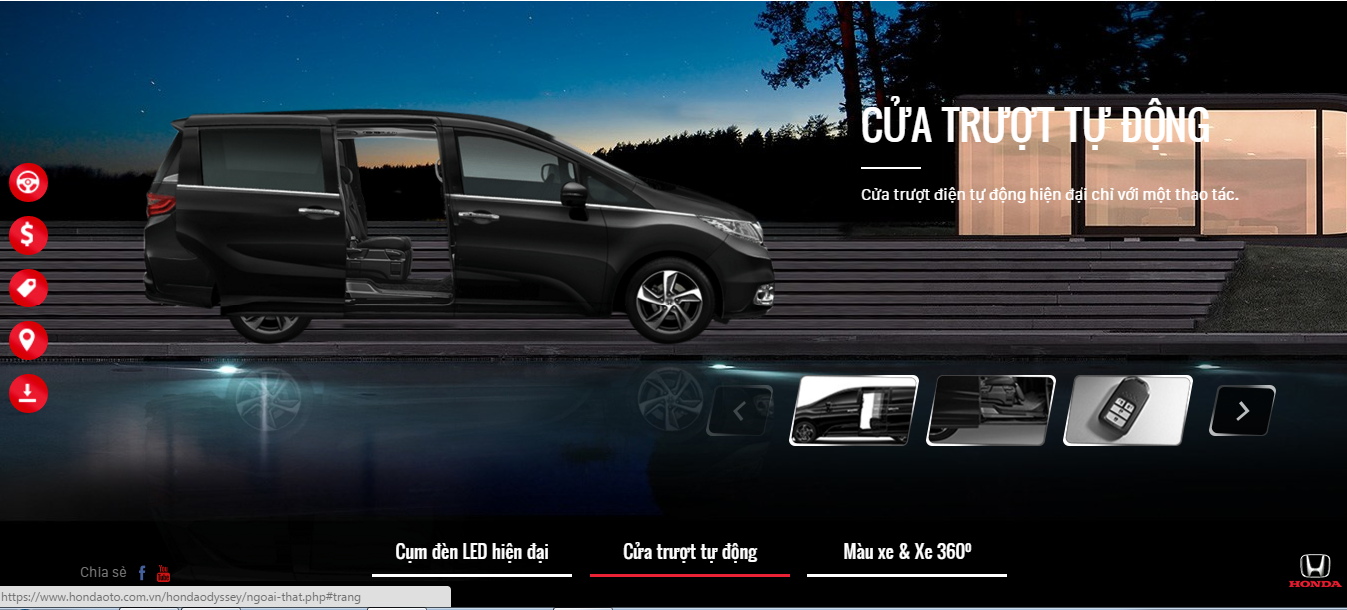 CỬA TRƯỢT TỰ ĐỘNG
Cửa trượt điện tự động hiện đại chỉ với một thao tác.
$
Cụm đèn LED hiện đại
Cửa trượt tự động
Màu xe & Xe 360º
Chia sẻ
f
You
Tube
HONDA
https://www.hondaoto.com.vn/hondaodyssey/ngoai-that.php#trang